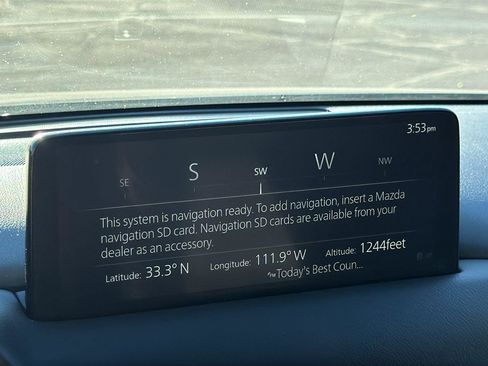 3:53pm
SE S SW W NW
This system is navigation ready. To add navigation, insert a Mazda
navigation SD card. Navigation SD cards are available from your
dealer as an accessory.
Latitude: 33.3° N Longitude: 111.9° W Altitude: 1244feet
Today's Best Coun...